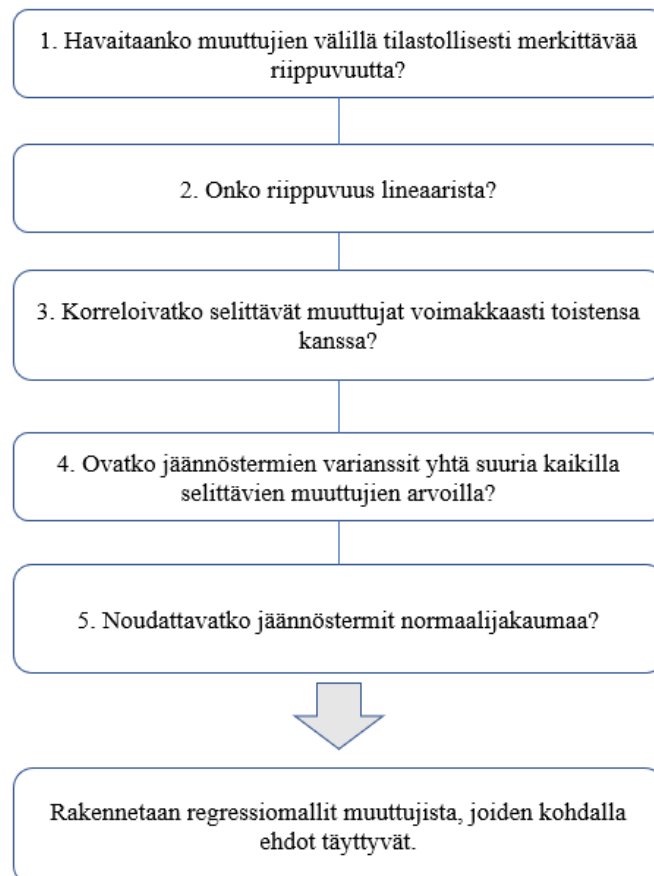 1. Havaitaanko muuttujien välillä tilastollisesti merkittävää
riippuvuutta?
2. Onko riippuvuus lineaarista?
3. Korreloivatko selittävät muuttujat voimakkaasti toistensa
kanssa?
4. Ovatko jäännöstermien varianssit yhtä suuria kaikilla
selittävien muuttujien arvoilla?
5. Noudattavatko jäännöstermit normaalijakaumaa?
Rakennetaan regressiomallit muuttujista, joiden kohdalla
ehdot täyttyvät.